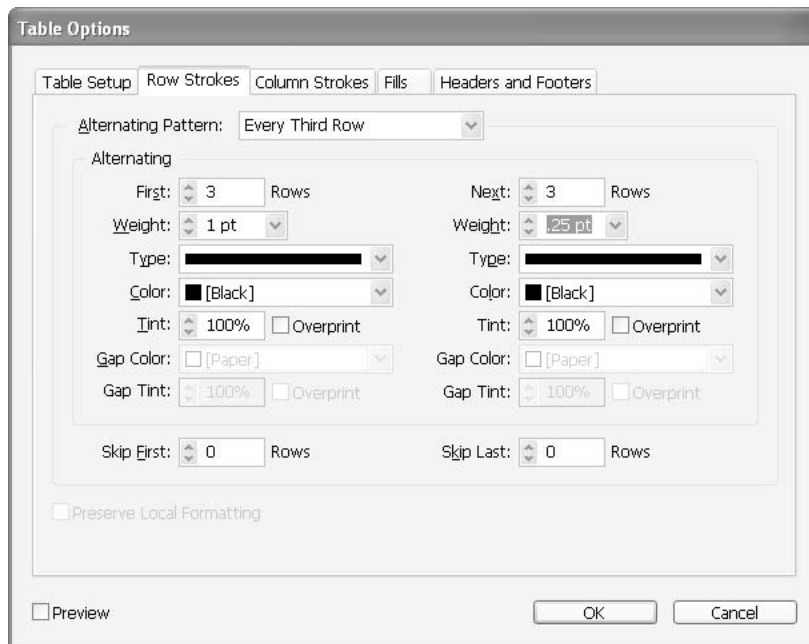 Table Options
Table Setup Row Strokes Column Strokes Fills Headers and Footers
Alternating Pattern: Every Third Row
Alternating
First: 3 Rows Next: 3 Rows
Weight: 1 pt Weight: .25 pt
Type: Type:
Color: [Black] Color: [Black]
Tint: 100% Overprint Tint: 100% Overprint
Gap Color: [Paper] Gap Color: [Paper]
Gap Tint: 100% Overprint Gap Tint: 100% Overprint
Skip First: 0 Rows Skip Last: 0 Rows
Preserve Local Formatting
Preview OK Cancel